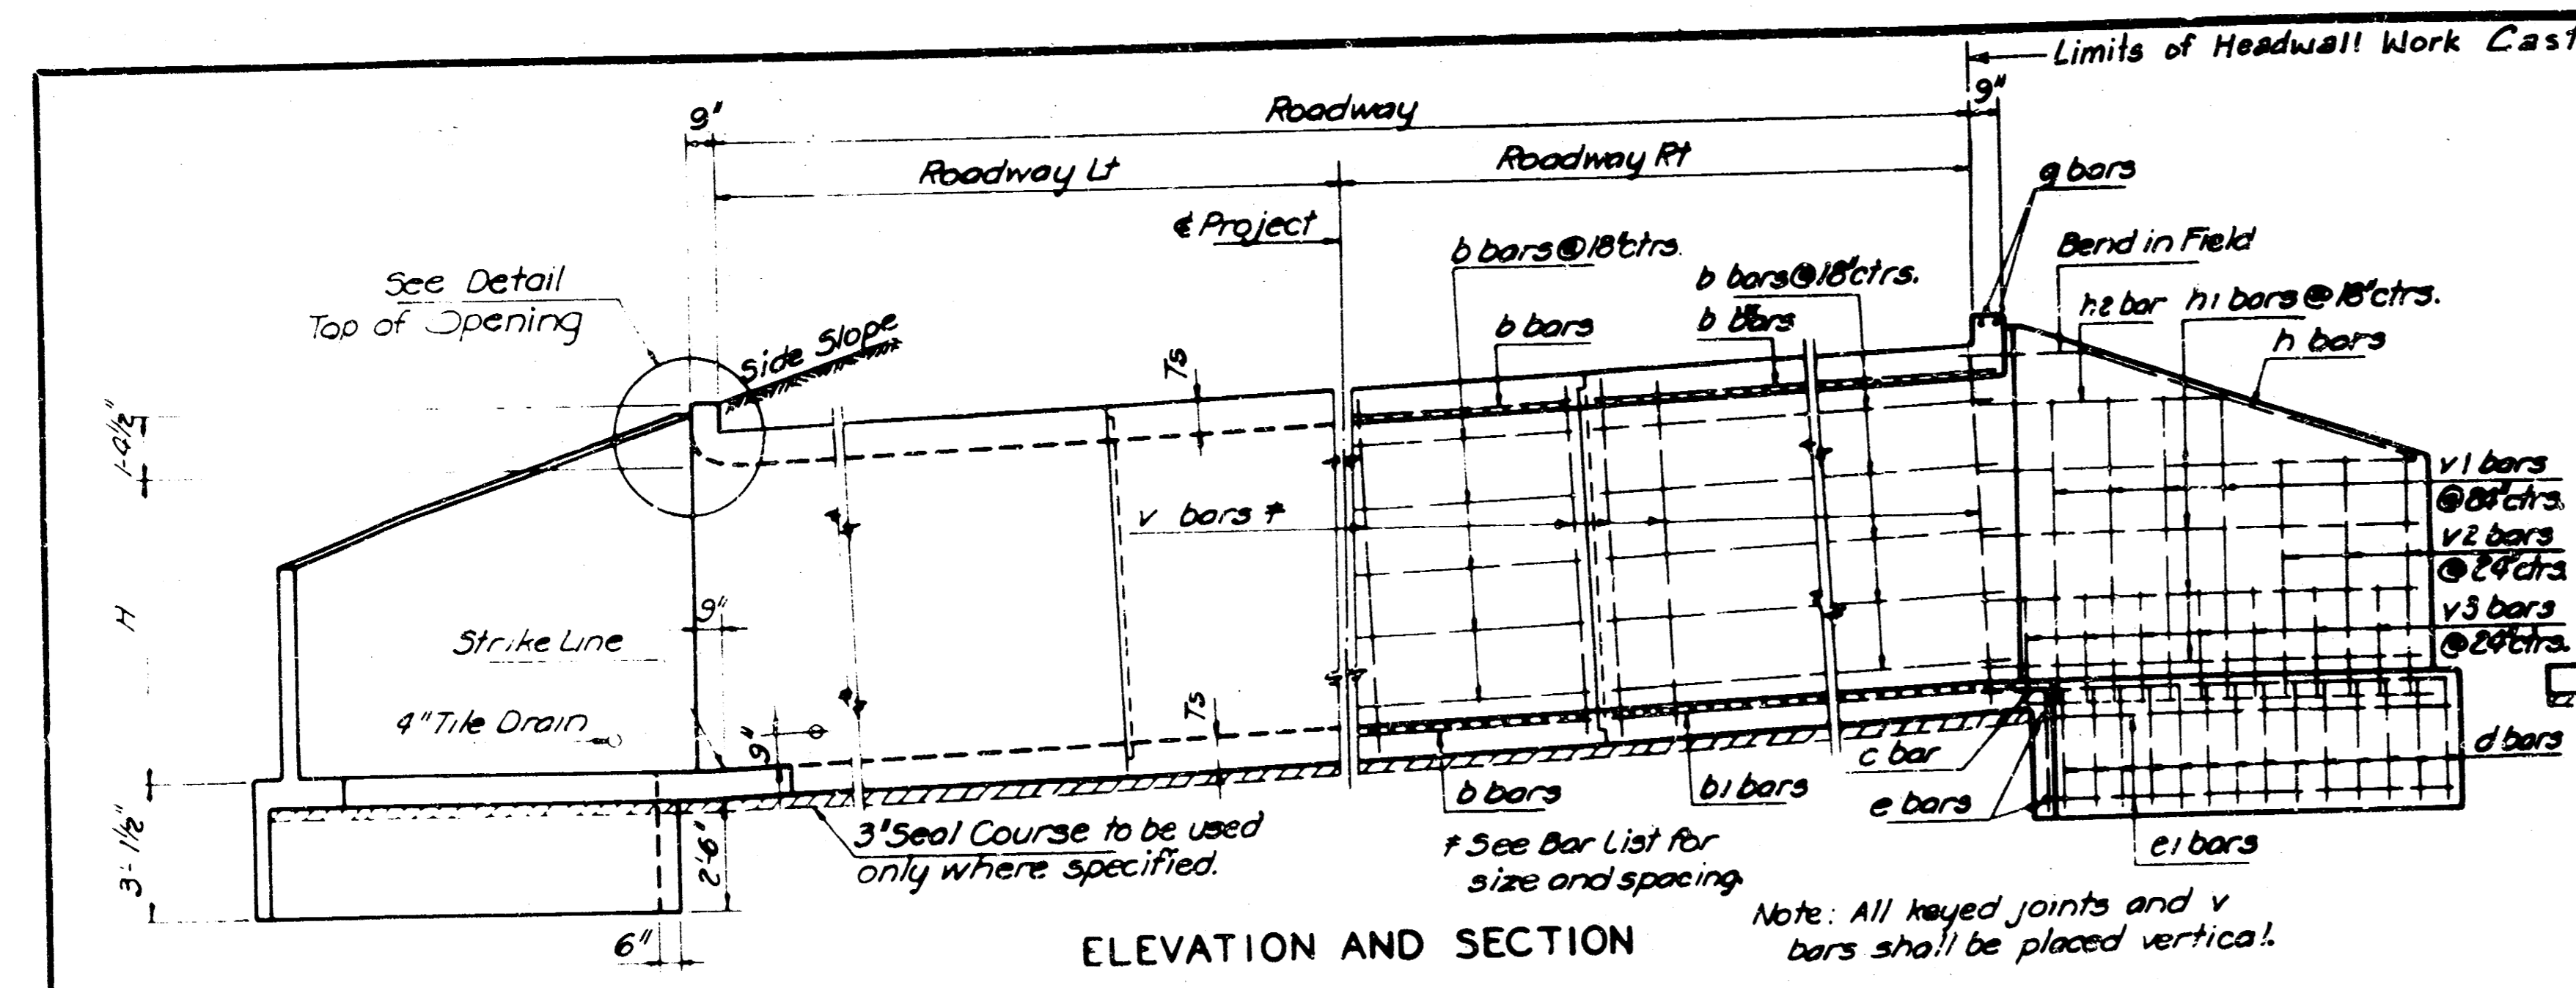 Limits of Headwall Work Cast
9"
Roadway
9"
Roadway Lt
Roadway Rt
g bars
℄ Project
b bars @ 18" ctrs.
Bend in Field
See Detail
Top of Opening
b bars @ 18" ctrs.
h2 bar
h1 bars @ 18" ctrs.
Side Slope
b bars
b bars
h bars
Ts
1'-4½"
v1 bars
@ 84" ctrs.
v bars *
v2 bars
@ 24" ctrs.
H
9"
v3 bars
@ 24" ctrs.
Strike Line
4" Tile Drain
9"
Ts
c bar
d bars
b bars
b1 bars
e bars
3'-1½"
2'-6"
3" Seal Course to be used
only where specified.
* See Bar List for
size and spacing
e1 bars
6"
ELEVATION AND SECTION
Note: All keyed joints and v
bars shall be placed vertical.